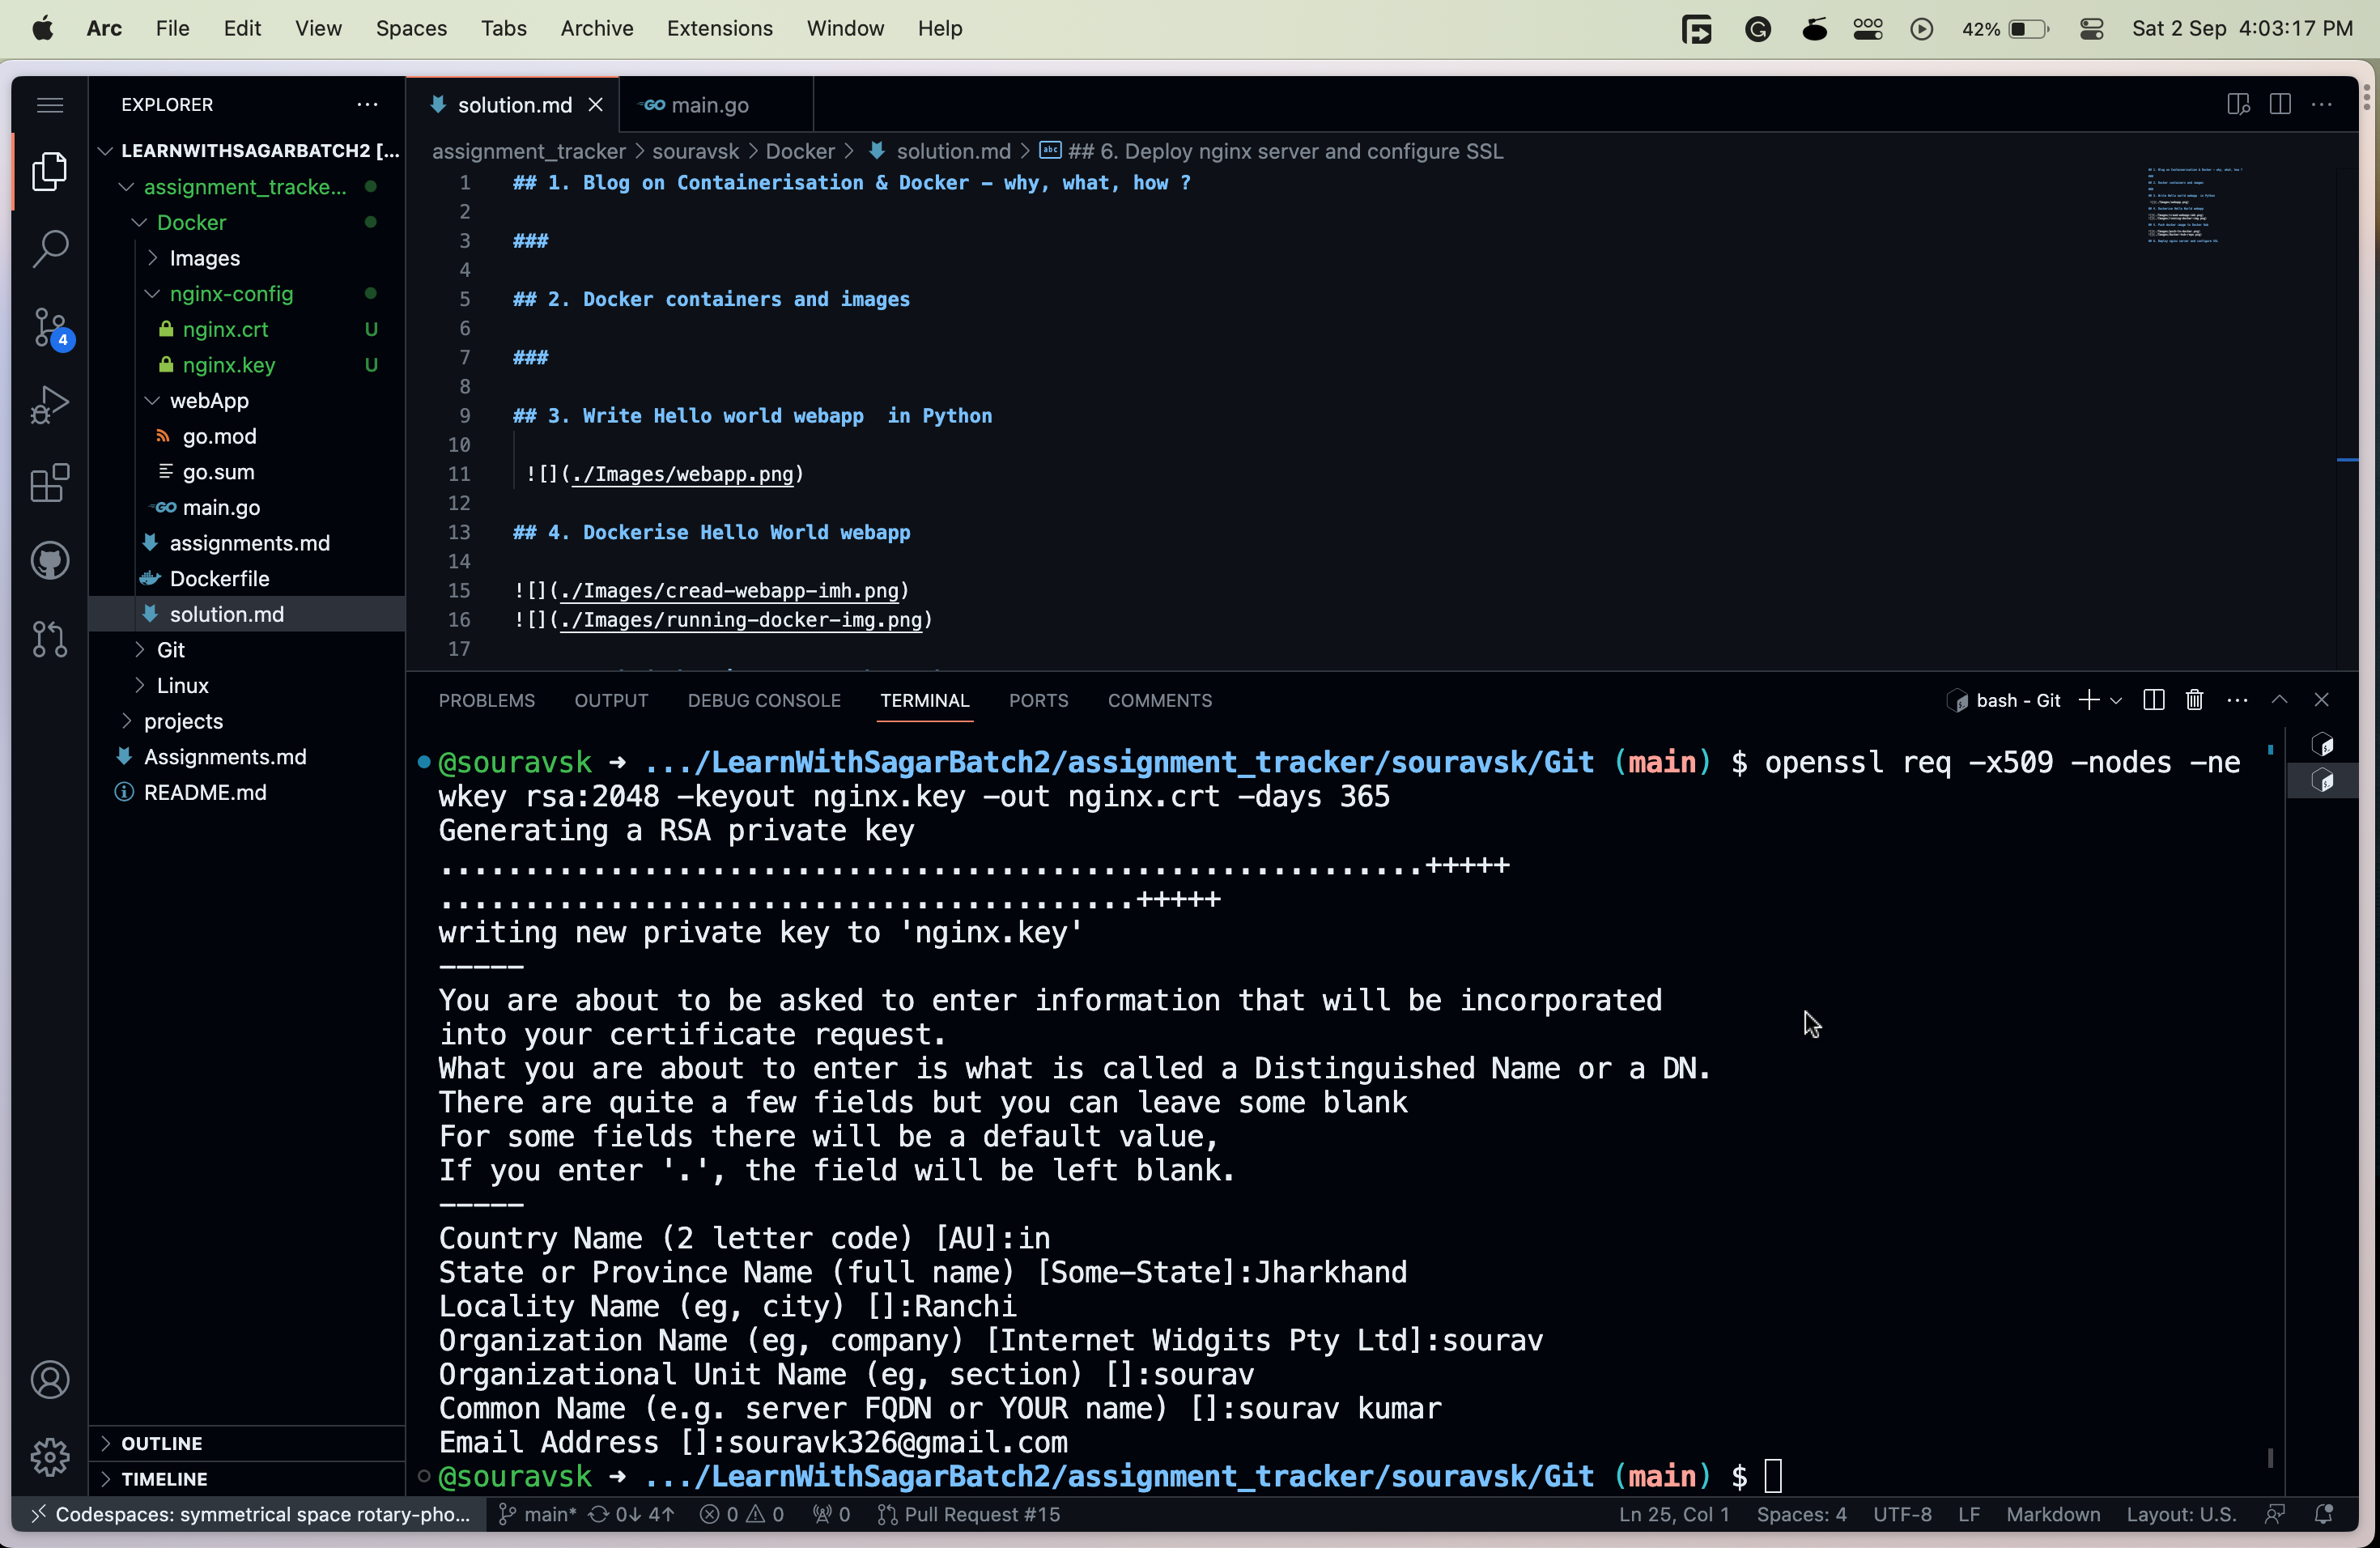 Arc File Edit View Spaces Tabs Archive Extensions Window Help 42% Sat 2 Sep 4:03:17 PM
EXPLORER
LEARNWITHSAGARBATCH2 [...
assignment_tracke...
Docker
Images
nginx-config
nginx.crt U
nginx.key U
webApp
go.mod
go.sum
main.go
assignments.md
Dockerfile
solution.md
Git
Linux
projects
Assignments.md
README.md
OUTLINE
TIMELINE
4
solution.md main.go
assignment_tracker > souravsk > Docker > solution.md > ## 6. Deploy nginx server and configure SSL
1 ## 1. Blog on Containerisation & Docker – why, what, how ?
2
3 ###
4
5 ## 2. Docker containers and images
6
7 ###
8
9 ## 3. Write Hello world webapp  in Python
10
11 ![](./Images/webapp.png)
12
13 ## 4. Dockerise Hello World webapp
14
15 ![](./Images/cread-webapp-imh.png)
16 ![](./Images/running-docker-img.png)
17
PROBLEMS OUTPUT DEBUG CONSOLE TERMINAL PORTS COMMENTS bash - Git
@souravsk ➜ .../LearnWithSagarBatch2/assignment_tracker/souravsk/Git (main) $ openssl req -x509 -nodes -ne
wkey rsa:2048 -keyout nginx.key -out nginx.crt -days 365
Generating a RSA private key
..........................................................+++++
.........................................+++++
writing new private key to 'nginx.key'
-----
You are about to be asked to enter information that will be incorporated
into your certificate request.
What you are about to enter is what is called a Distinguished Name or a DN.
There are quite a few fields but you can leave some blank
For some fields there will be a default value,
If you enter '.', the field will be left blank.
-----
Country Name (2 letter code) [AU]:in
State or Province Name (full name) [Some-State]:Jharkhand
Locality Name (eg, city) []:Ranchi
Organization Name (eg, company) [Internet Widgits Pty Ltd]:sourav
Organizational Unit Name (eg, section) []:sourav
Common Name (e.g. server FQDN or YOUR name) []:sourav kumar
Email Address []:souravk326@gmail.com
@souravsk ➜ .../LearnWithSagarBatch2/assignment_tracker/souravsk/Git (main) $
Codespaces: symmetrical space rotary-pho... main* 0↓ 4↑ 0 0 0 Pull Request #15 Ln 25, Col 1 Spaces: 4 UTF-8 LF Markdown Layout: U.S.